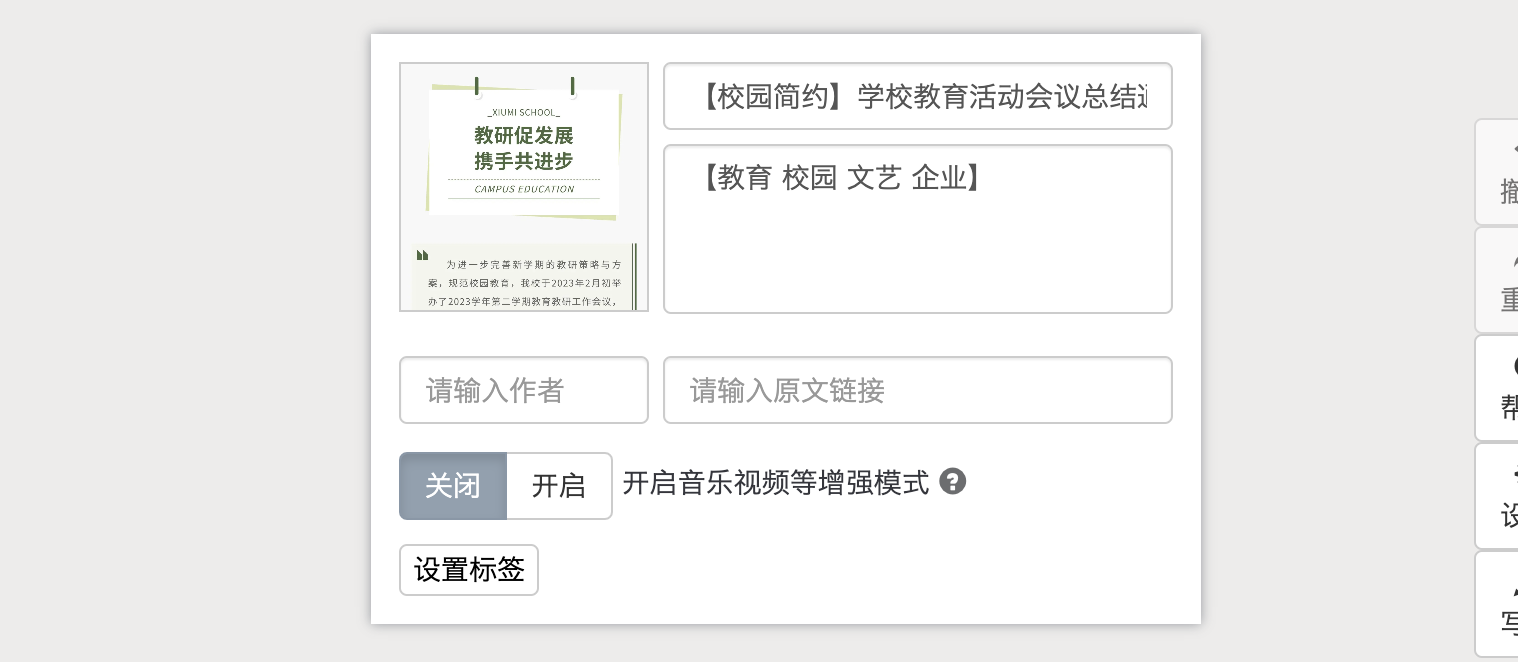 _XIUMI SCHOOL_
教研促发展
携手共进步
CAMPUS EDUCATION
为进一步完善新学期的教研策略与方
案，规范校园教育，我校于2023年2月初举
办了2023学年第二学期教育教研工作会议，
【校园简约】学校教育活动会议总结
【教育 校园 文艺 企业】
请输入作者
请输入原文链接
关闭
开启
开启音乐视频等增强模式
设置标签
撤
重
帮
设
写